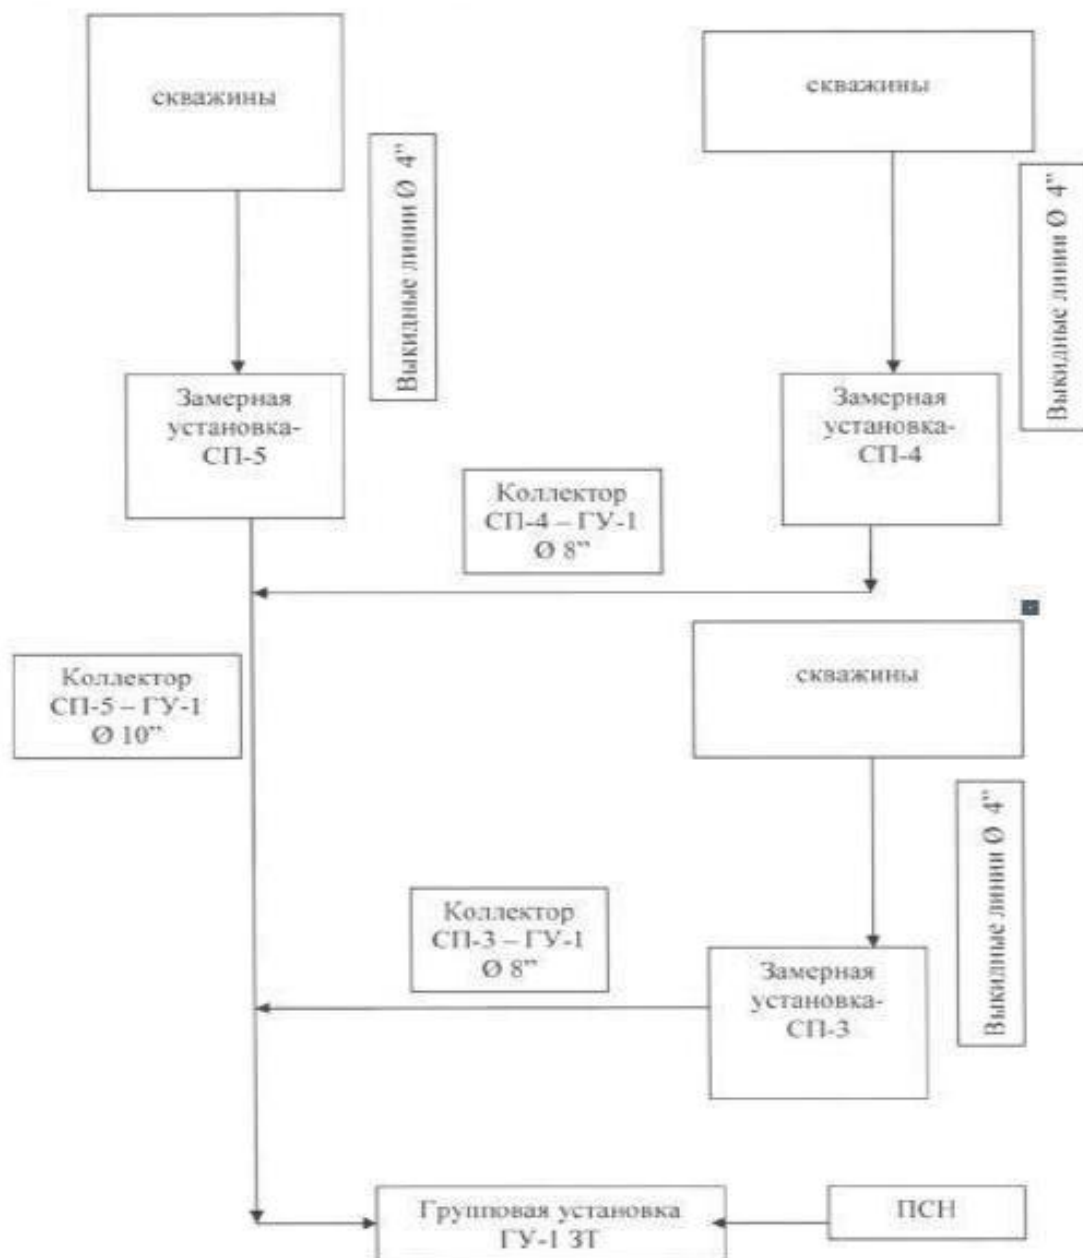 скважины
скважины
Выкидные линии Ø 4"
Выкидные линии Ø 4"
Замерная
установка-
СП-5
Замерная
установка-
СП-4
Коллектор
СП-4 – ГУ-1
Ø 8”
Коллектор
СП-5 – ГУ-1
Ø 10”
скважины
Выкидные линии Ø 4"
Коллектор
СП-3 – ГУ-1
Ø 8”
Замерная
установка-
СП-3
Групповая установка
ГУ-1 ЗТ
ПСН